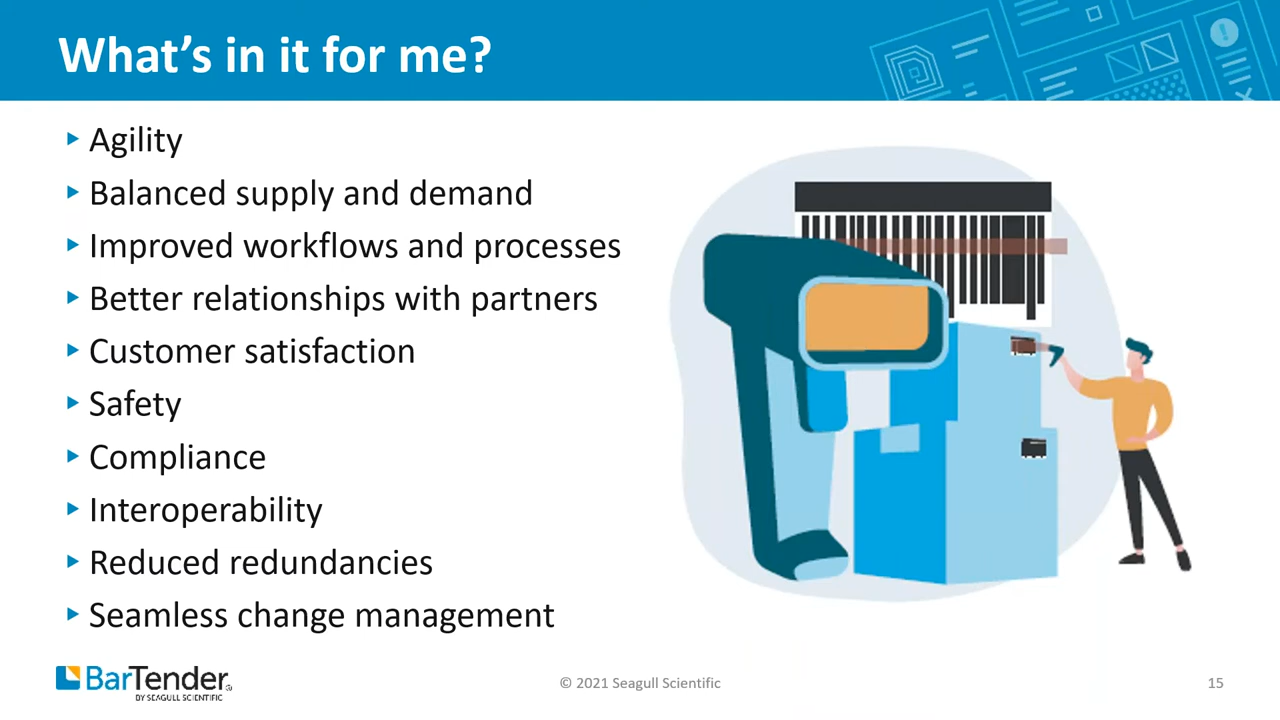 What's in it for me?
Agility
Balanced supply and demand
Improved workflows and processes
Better relationships with partners
Customer satisfaction
Safety
Compliance
Interoperability
Reduced redundancies
Seamless change management
BarTender®
BY SEAGULL SCIENTIFIC
© 2021 Seagull Scientific
15